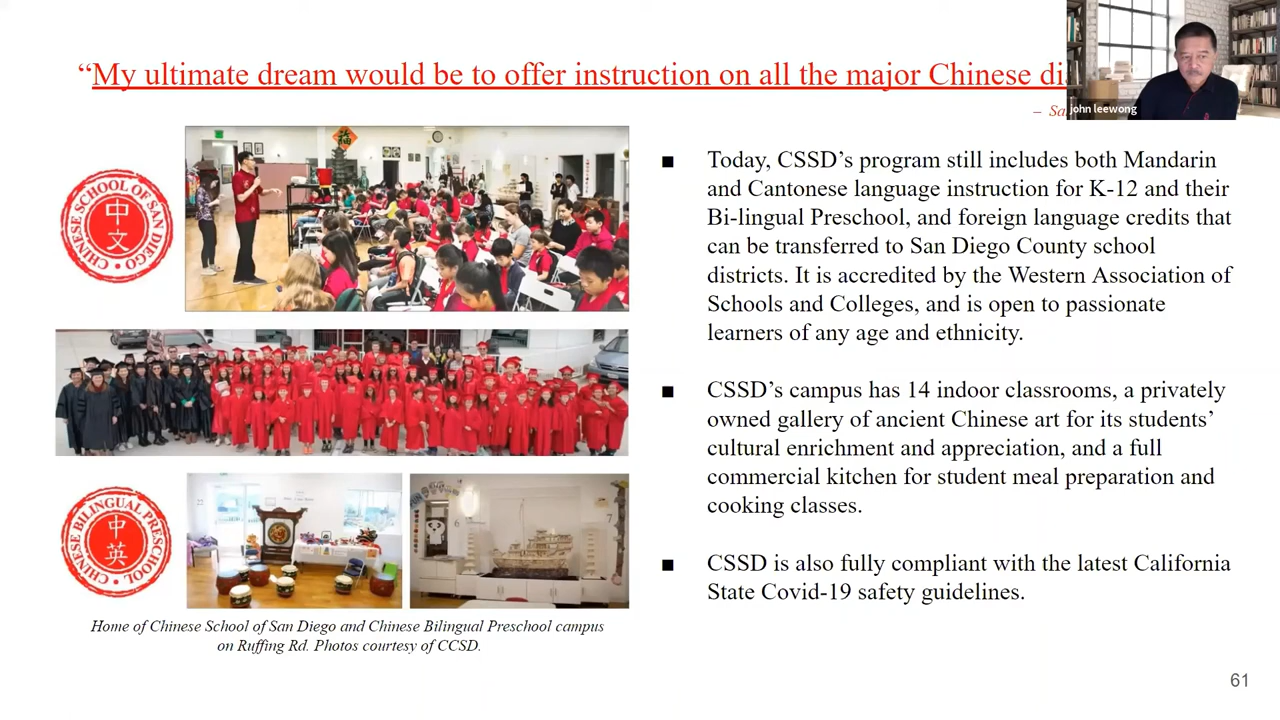 “My ultimate dream would be to offer instruction on all the major Chinese
–
john leewong
CHINESE SCHOOL OF SAN DIEGO
中文
福
■ Today, CSSD’s program still includes both Mandarin
and Cantonese language instruction for K-12 and their
Bi-lingual Preschool, and foreign language credits that
can be transferred to San Diego County school
districts. It is accredited by the Western Association of
Schools and Colleges, and is open to passionate
learners of any age and ethnicity.
■ CSSD’s campus has 14 indoor classrooms, a privately
owned gallery of ancient Chinese art for its students’
cultural enrichment and appreciation, and a full
commercial kitchen for student meal preparation and
cooking classes.
■ CSSD is also fully compliant with the latest California
State Covid-19 safety guidelines.
CHINESE BILINGUAL PRESCHOOL
中英
6
7
Home of Chinese School of San Diego and Chinese Bilingual Preschool campus
on Ruffing Rd. Photos courtesy of CCSD.
61